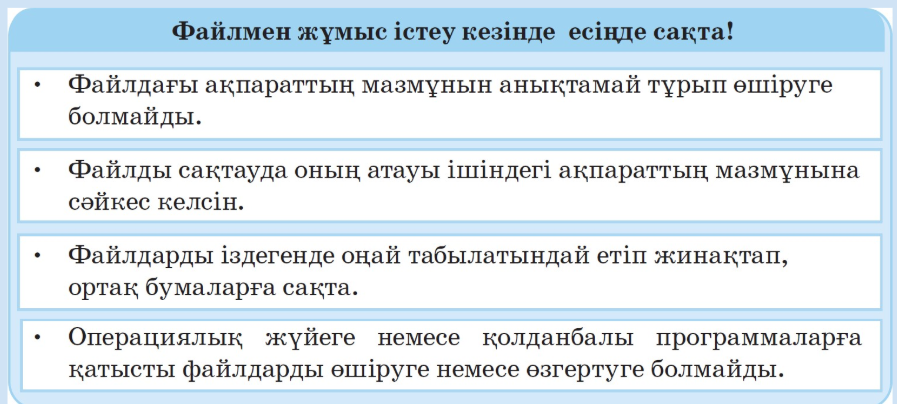 Файлмен жұмыс істеу кезінде есіңде сақта!
• Файлдағы ақпараттың мазмұнын анықтамай тұрып өшіруге
болмайды.
• Файлды сақтауда оның атауы ішіндегі ақпараттың мазмұнына
сәйкес келсін.
• Файлдарды іздегенде оңай табылатындай етіп жинақтап,
ортақ бумаларға сақта.
• Операциялық жүйеге немесе қолданбалы программаларға
қатысты файлдарды өшіруге немесе өзгертуге болмайды.